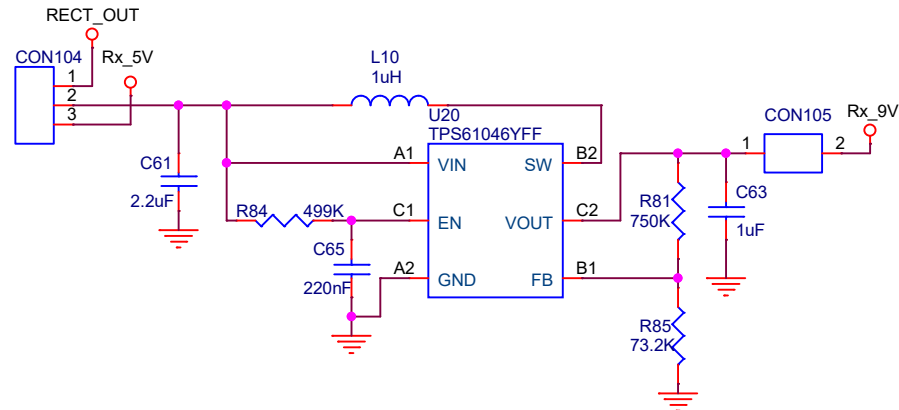 RECT_OUT
CON104
Rx_5V
1
2
3
L10
1uH
U20
TPS61046YFF
CON105
Rx_9V
1
2
A1
VIN
SW
B2
C61
2.2uF
R84
499K
C1
EN
VOUT
C2
R81
750K
C63
1uF
C65
220nF
A2
GND
FB
B1
R85
73.2K